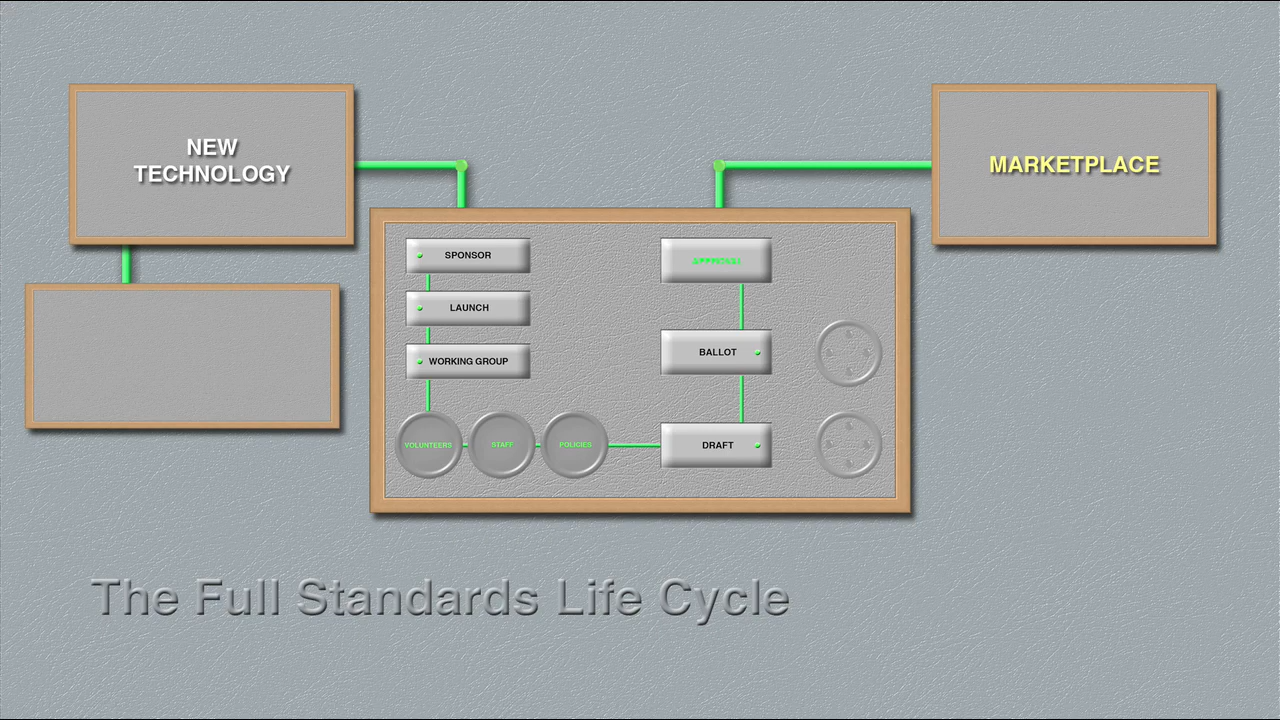 NEW
TECHNOLOGY
MARKETPLACE
SPONSOR
LAUNCH
WORKING GROUP
VOLUNTEERS
STAFF
POLICIES
BALLOT
DRAFT
The Full Standards Life Cycle